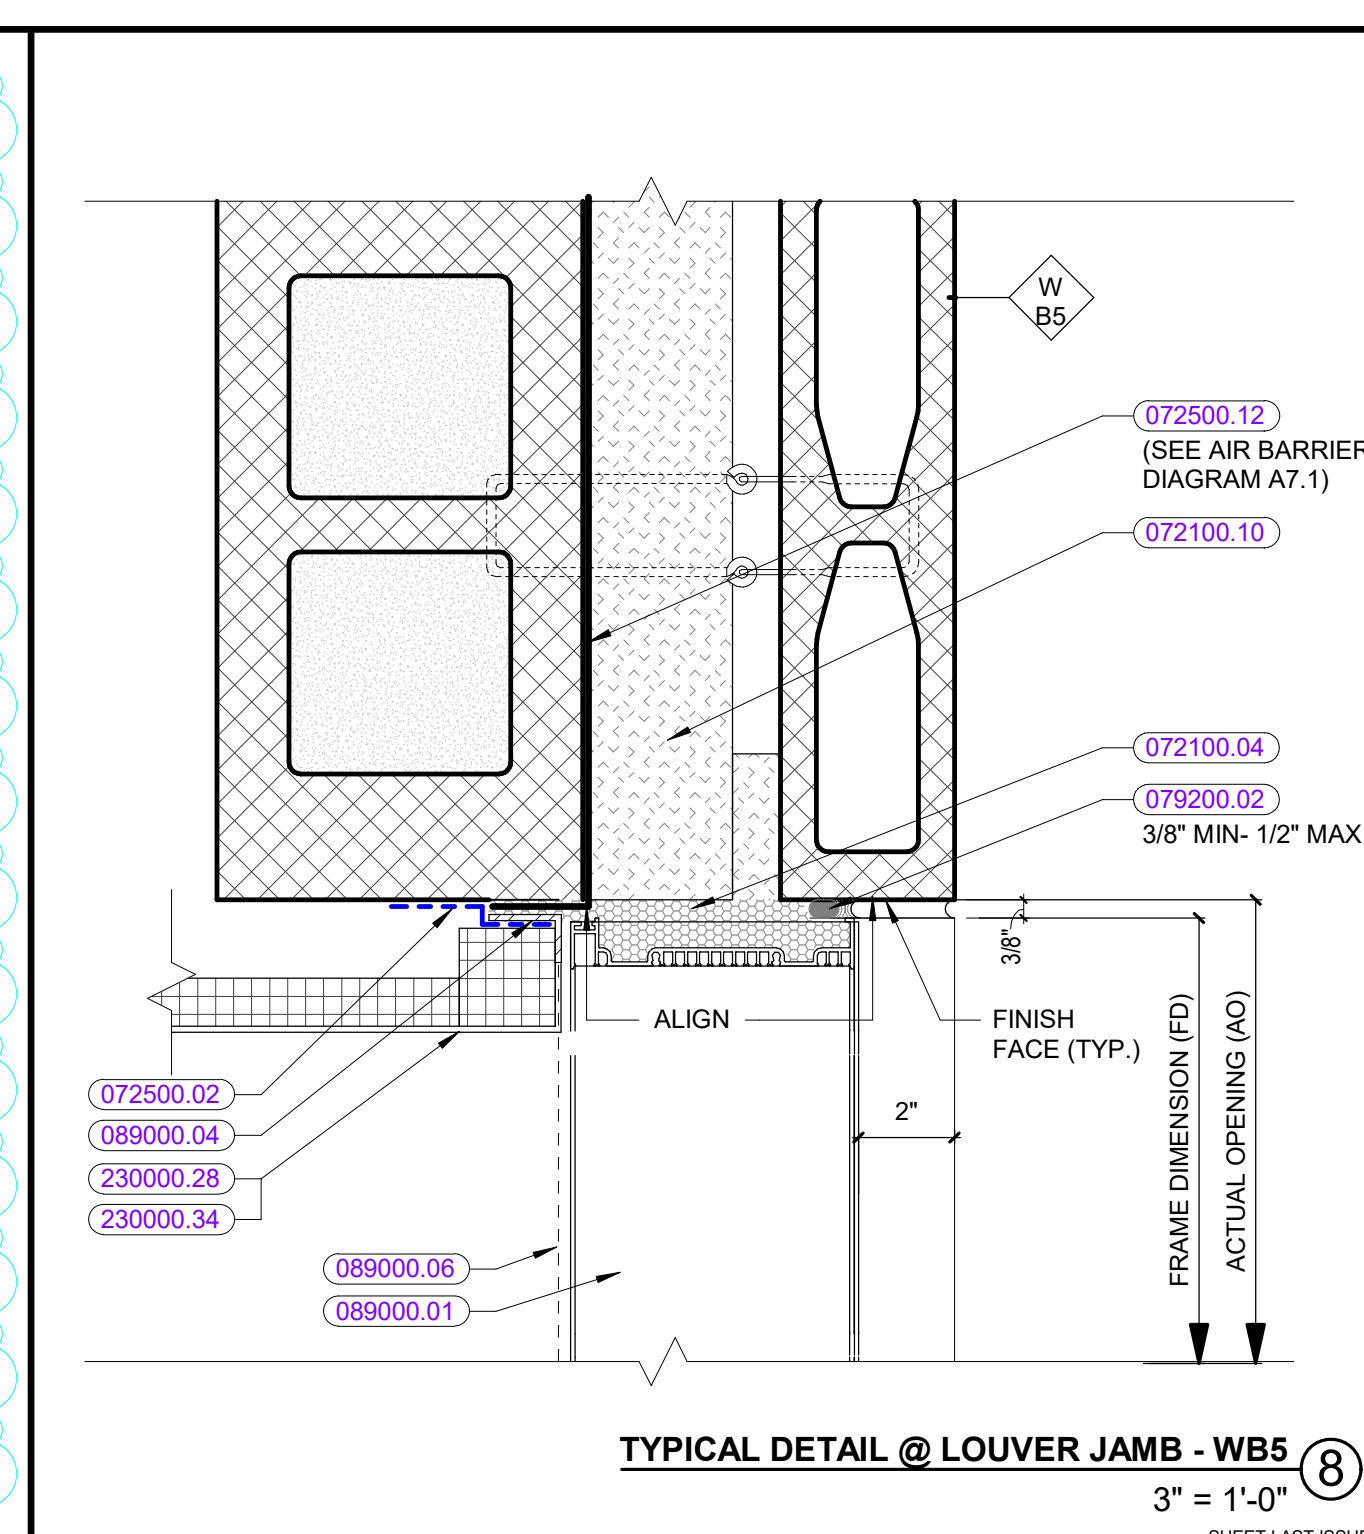 W
B5
072500.12
(SEE AIR BARRIER
DIAGRAM A7.1)
072100.10
072100.04
079200.02
3/8" MIN- 1/2" MAX
3/8"
ALIGN
FINISH
FACE (TYP.)
2"
FRAME DIMENSION (FD)
ACTUAL OPENING (AO)
072500.02
089000.04
230000.28
230000.34
089000.06
089000.01
TYPICAL DETAIL @ LOUVER JAMB - WB5
8
3" = 1'-0"